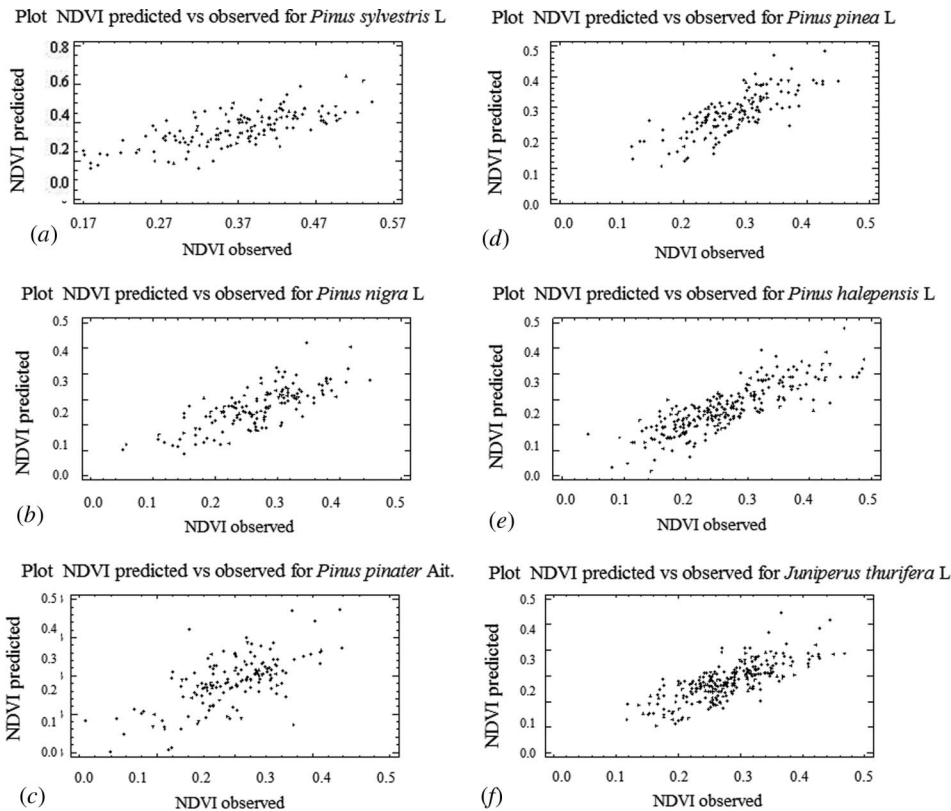 Plot NDVI predicted vs observed for Pinus sylvestris L
NDVI predicted
0.8
0.6
0.4
0.2
0.0
0.17 0.27 0.37 0.47 0.57
NDVI observed
(a)
Plot NDVI predicted vs observed for Pinus nigra L
NDVI predicted
0.5
0.4
0.3
0.2
0.1
0.0
0.0 0.1 0.2 0.3 0.4 0.5
NDVI observed
(b)
Plot NDVI predicted vs observed for Pinus pinater Ait.
NDVI predicted
0.5
0.3
0.2
0.1
0.0
0.0 0.1 0.2 0.3 0.4 0.5
NDVI observed
(c)
Plot NDVI predicted vs observed for Pinus pinea L
NDVI predicted
0.5
0.4
0.3
0.2
0.1
0.0
0.0 0.1 0.2 0.3 0.4 0.5
NDVI observed
(d)
Plot NDVI predicted vs observed for Pinus halepensis L
NDVI predicted
0.5
0.4
0.3
0.2
0.1
0.0
0.0 0.1 0.2 0.3 0.4 0.5
NDVI observed
(e)
Plot NDVI predicted vs observed for Juniperus thurifera L
NDVI predicted
0.5
0.4
0.3
0.2
0.1
0.0
0.0 0.1 0.2 0.3 0.4 0.5
NDVI observed
(f)